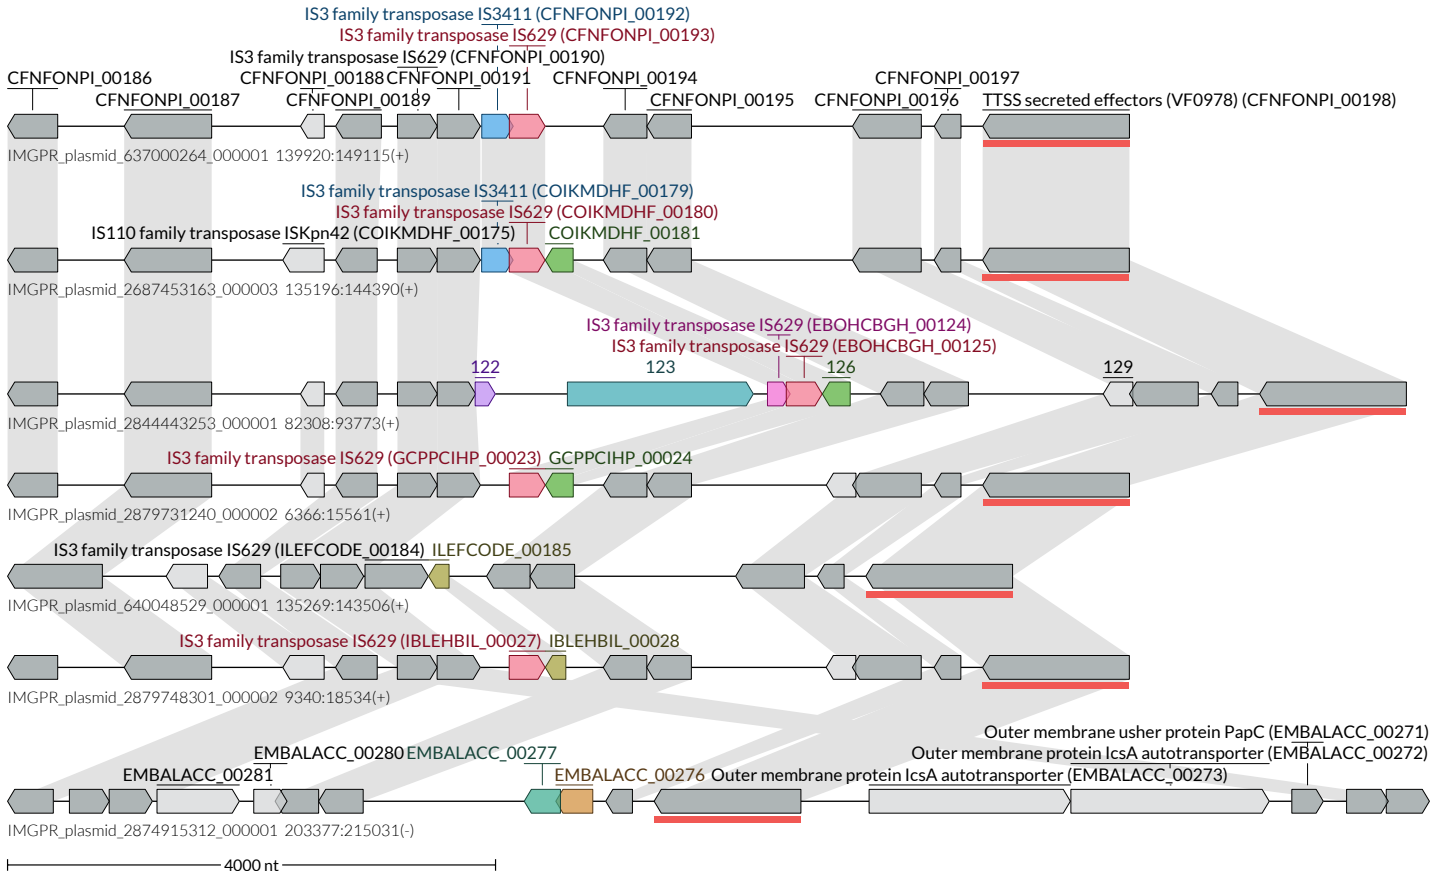 IS3 family transposase IS3411 (CFNFONPI_00192)
IS3 family transposase IS629 (CFNFONPI_00193)
IS3 family transposase IS629 (CFNFONPI_00190)
CFNFONPI_00186 CFNFONPI_00188 CFNFONPI_00191 CFNFONPI_00194 CFNFONPI_00197
CFNFONPI_00187 CFNFONPI_00189 CFNFONPI_00195 CFNFONPI_00196 TTSS secreted effectors (VF0978) (CFNFONPI_00198)
IMGPR_plasmid_637000264_000001 139920:149115(+)
IS3 family transposase IS3411 (COIKMDHF_00179)
IS3 family transposase IS629 (COIKMDHF_00180)
IS110 family transposase ISKpn42 (COIKMDHF_00175) COIKMDHF_00181
IMGPR_plasmid_2687453163_000003 135196:144390(+)
IS3 family transposase IS629 (EBOHCBGH_00124)
IS3 family transposase IS629 (EBOHCBGH_00125)
122 123 126 129
IMGPR_plasmid_2844443253_000001 82308:93773(+)
IS3 family transposase IS629 (GCPPCIHP_00023) GCPPCIHP_00024
IMGPR_plasmid_2879731240_000002 6366:15561(+)
IS3 family transposase IS629 (ILEFCODE_00184) ILEFCODE_00185
IMGPR_plasmid_640048529_000001 135269:143506(+)
IS3 family transposase IS629 (IBLEHBIL_00027) IBLEHBIL_00028
IMGPR_plasmid_2879748301_000002 9340:18534(+)
Outer membrane usher protein PapC (EMBALACC_00271)
EMBALACC_00280 EMBALACC_00277 Outer membrane protein IcsA autotransporter (EMBALACC_00272)
EMBALACC_00281 EMBALACC_00276 Outer membrane protein IcsA autotransporter (EMBALACC_00273)
IMGPR_plasmid_2874915312_000001 203377:215031(-)
4000 nt